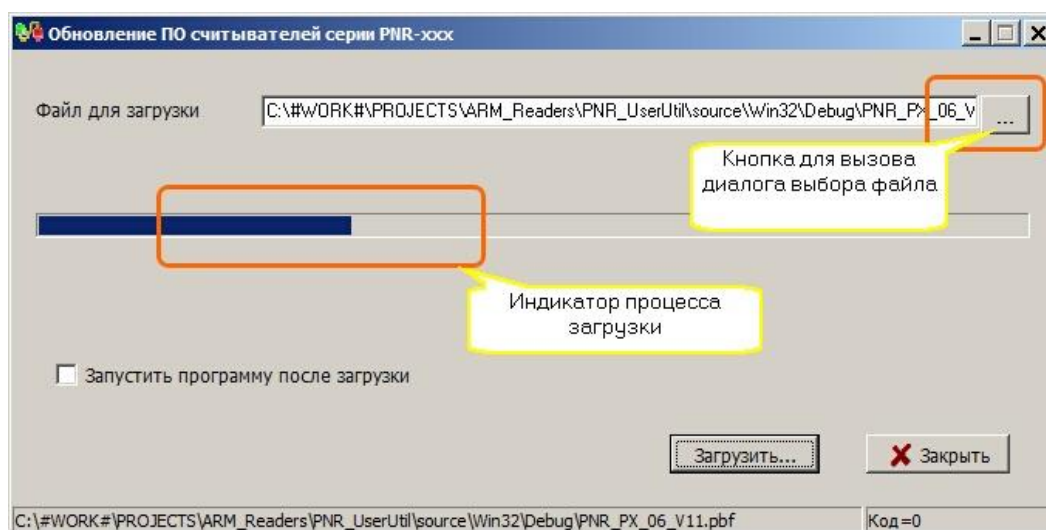 Обновление ПО считывателей серии PNR-xxx
Файл для загрузки C:\#WORK#\PROJECTS\ARM_Readers\PNR_UserUtil\source\Win32\Debug\PNR_PX_06_V ...
Кнопка для вызова
диалога выбора файла
Индикатор процесса
загрузки
Запустить программу после загрузки
Загрузить... Закрыть
C:\#WORK#\PROJECTS\ARM_Readers\PNR_UserUtil\source\Win32\Debug\PNR_PX_06_V11.pbf Код=0